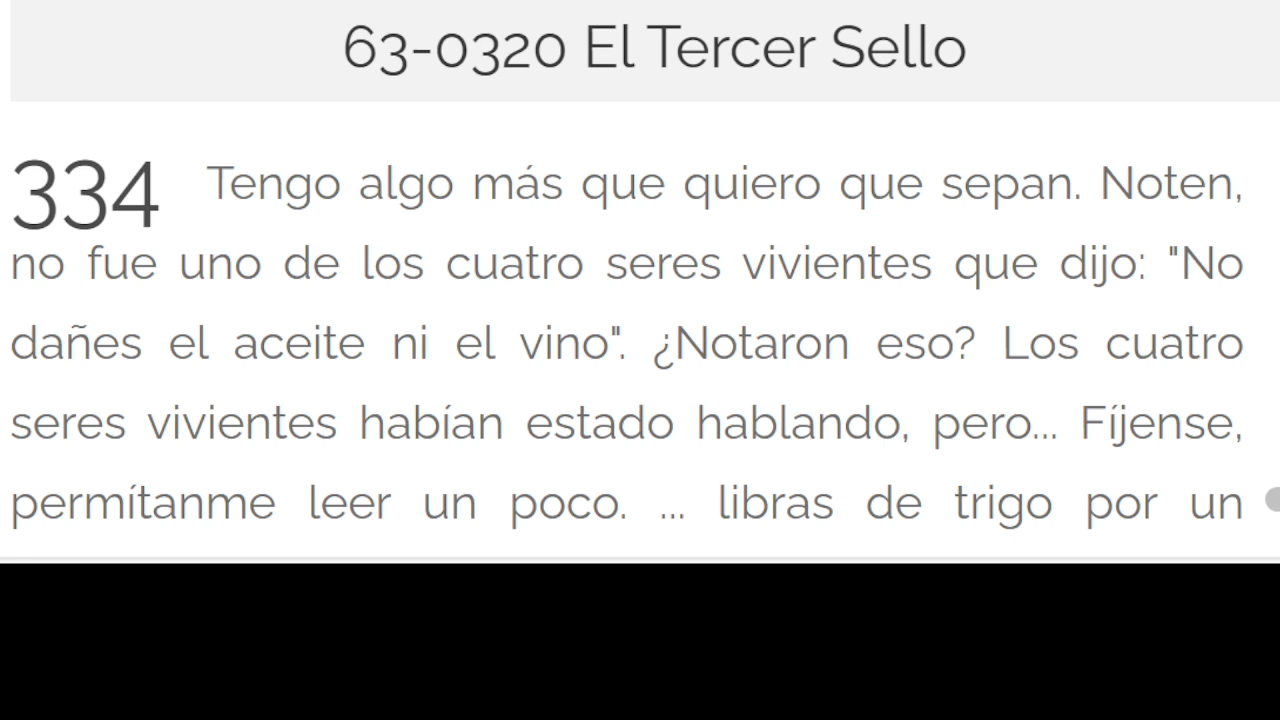 63-0320 El Tercer Sello
334 Tengo algo más que quiero que sepan. Noten,
no fue uno de los cuatro seres vivientes que dijo: "No
dañes el aceite ni el vino". ¿Notaron eso? Los cuatro
seres vivientes habían estado hablando, pero... Fíjense,
permítanme leer un poco. ... libras de trigo por un